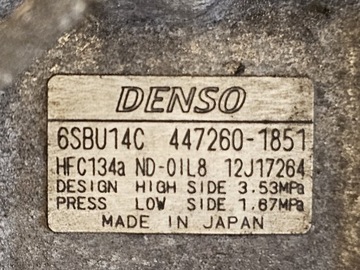 DENSO
6SBU14C 447260-1851
HFC134a ND-OIL8 12J17264
DESIGN HIGH SIDE 3.53MPa
PRESS LOW SIDE 1.67MPa
MADE IN JAPAN